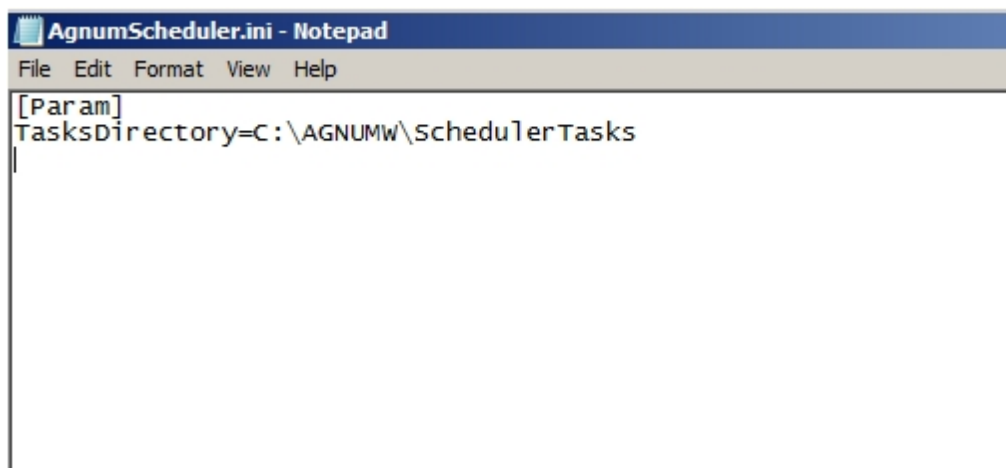 AgnumScheduler.ini - Notepad
File Edit Format View Help
[Param]
TasksDirectory=C:\AGNUMW\SchedulerTasks